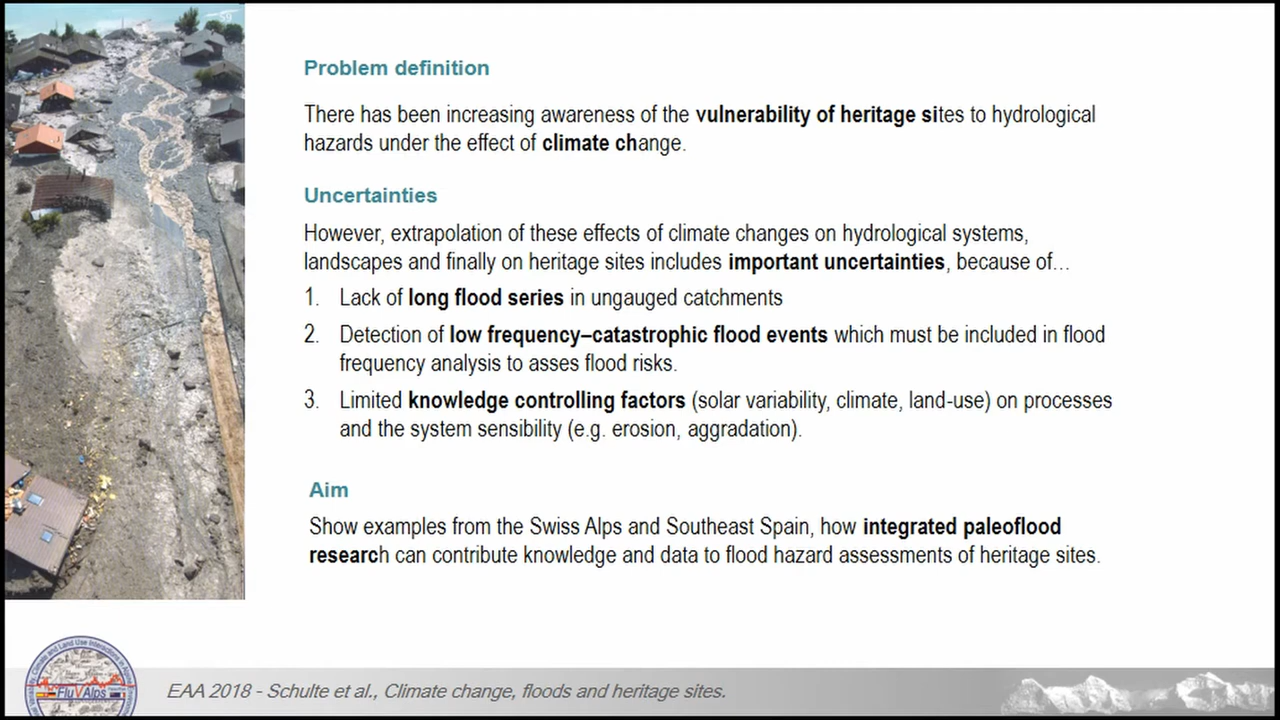 Problem definition
There has been increasing awareness of the vulnerability of heritage sites to hydrological
hazards under the effect of climate change.
Uncertainties
However, extrapolation of these effects of climate changes on hydrological systems,
landscapes and finally on heritage sites includes important uncertainties, because of…
1. Lack of long flood series in ungauged catchments
2. Detection of low frequency–catastrophic flood events which must be included in flood
frequency analysis to asses flood risks.
3. Limited knowledge controlling factors (solar variability, climate, land-use) on processes
and the system sensibility (e.g. erosion, aggradation).
Aim
Show examples from the Swiss Alps and Southeast Spain, how integrated paleoflood
research can contribute knowledge and data to flood hazard assessments of heritage sites.
FluVAlps
EAA 2018 - Schulte et al., Climate change, floods and heritage sites.